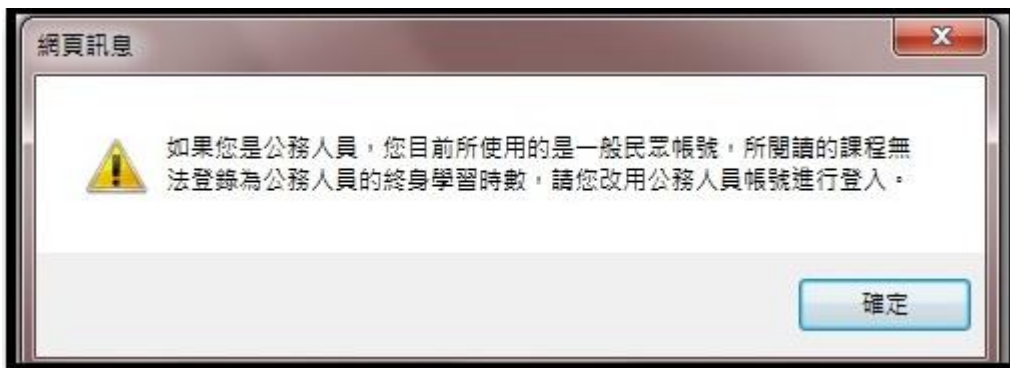 網頁訊息
如果您是公務人員，您目前所使用的是一般民眾帳號，所閱讀的課程無
法登錄為公務人員的終身學習時數，請您改用公務人員帳號進行登入。
確定